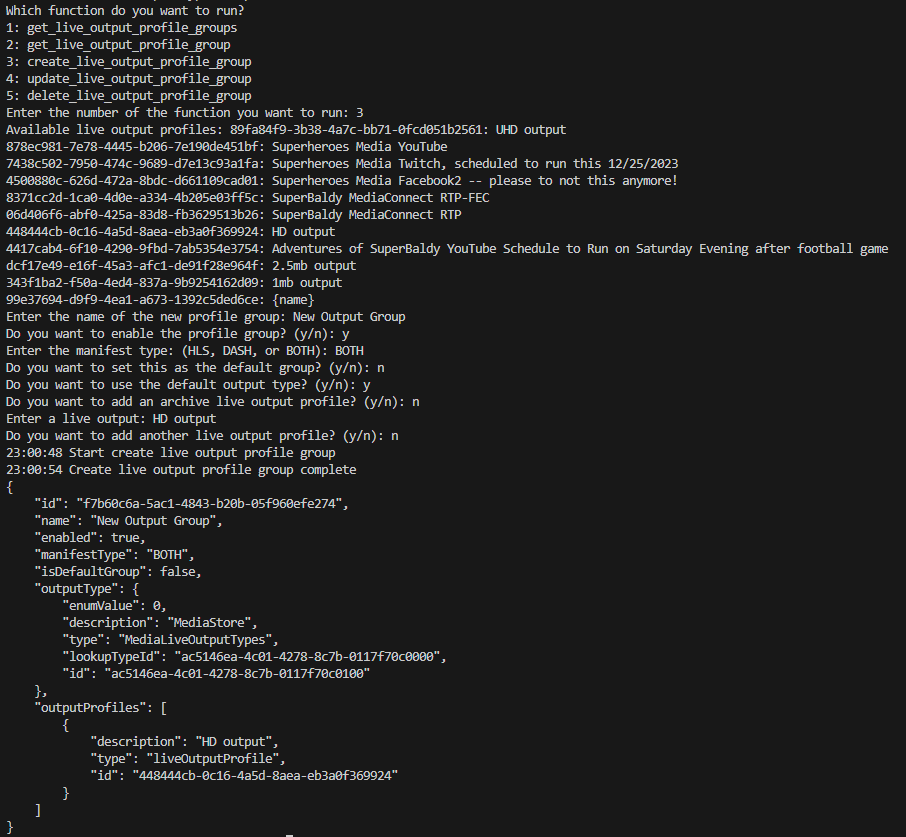 Which function do you want to run?
1: get_live_output_profile_groups
2: get_live_output_profile_group
3: create_live_output_profile_group
4: update_live_output_profile_group
5: delete_live_output_profile_group
Enter the number of the function you want to run: 3
Available live output profiles: 89fa84f9-3b38-4a7c-bb71-0fcd051b2561: UHD output
878ec981-7e78-4445-b206-7e190de451bf: Superheroes Media YouTube
7438c502-7950-474c-9689-d7e13c93a1fa: Superheroes Media Twitch, scheduled to run this 12/25/2023
4500880c-626d-472a-8bdc-d661109cad01: Superheroes Media Facebook2 -- please to not this anymore!
8371cc2d-1ca0-4d0e-a334-4b205e03ff5c: SuperBaldy MediaConnect RTP-FEC
06d406f6-abf0-425a-83d8-fb3629513b26: SuperBaldy MediaConnect RTP
448444cb-0c16-4a5d-8aea-eb3a0f369924: HD output
4417cab4-6f10-4290-9fbd-7ab5354e3754: Adventures of SuperBaldy YouTube Schedule to Run on Saturday Evening after football game
dcf17e49-e16f-45a3-afc1-de91f28e964f: 2.5mb output
343f1ba2-f50a-4ed4-837a-9b9254162d09: 1mb output
99e37694-d9f9-4ea1-a673-1392c5ded6ce: {name}
Enter the name of the new profile group: New Output Group
Do you want to enable the profile group? (y/n): y
Enter the manifest type: (HLS, DASH, or BOTH): BOTH
Do you want to set this as the default group? (y/n): n
Do you want to use the default output type? (y/n): y
Do you want to add an archive live output profile? (y/n): n
Enter a live output: HD output
Do you want to add another live output profile? (y/n): n
23:00:48 Start create live output profile group
23:00:54 Create live output profile group complete
{
    "id": "f7b60c6a-5ac1-4843-b20b-05f960efe274",
    "name": "New Output Group",
    "enabled": true,
    "manifestType": "BOTH",
    "isDefaultGroup": false,
    "outputType": {
        "enumValue": 0,
        "description": "MediaStore",
        "type": "MediaLiveOutputTypes",
        "lookupTypeId": "ac5146ea-4c01-4278-8c7b-0117f70c0000",
        "id": "ac5146ea-4c01-4278-8c7b-0117f70c0100"
    },
    "outputProfiles": [
        {
            "description": "HD output",
            "type": "liveOutputProfile",
            "id": "448444cb-0c16-4a5d-8aea-eb3a0f369924"
        }
    ]
}